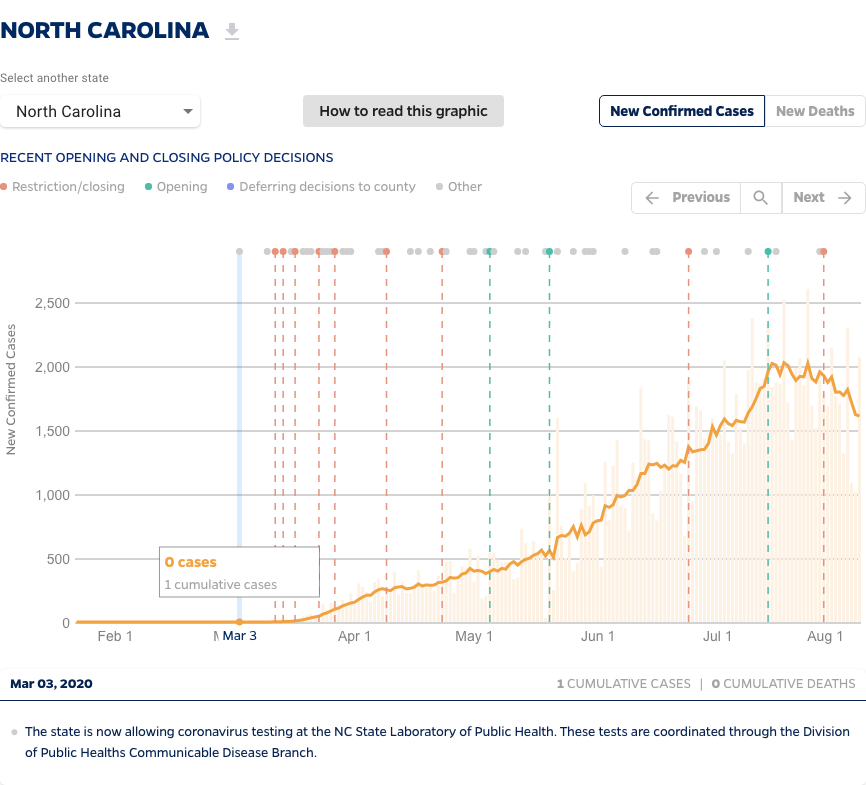 NORTH CAROLINA
Select another state
North Carolina
How to read this graphic
New Confirmed Cases
New Deaths
RECENT OPENING AND CLOSING POLICY DECISIONS
Restriction/closing
Opening
Deferring decisions to county
Other
Previous
Next
New Confirmed Cases
2,500
2,000
1,500
1,000
500
0
0 cases
1 cumulative cases
Feb 1
Mar 3
Apr 1
May 1
Jun 1
Jul 1
Aug 1
Mar 03, 2020
1 CUMULATIVE CASES | 0 CUMULATIVE DEATHS
The state is now allowing coronavirus testing at the NC State Laboratory of Public Health. These tests are coordinated through the Division
of Public Healths Communicable Disease Branch.